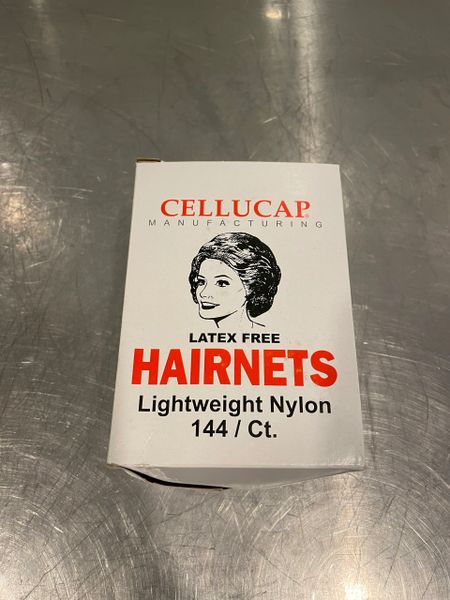 CELLUCAP®
MANUFACTURING
LATEX FREE
HAIRNETS
Lightweight Nylon
144 / Ct.